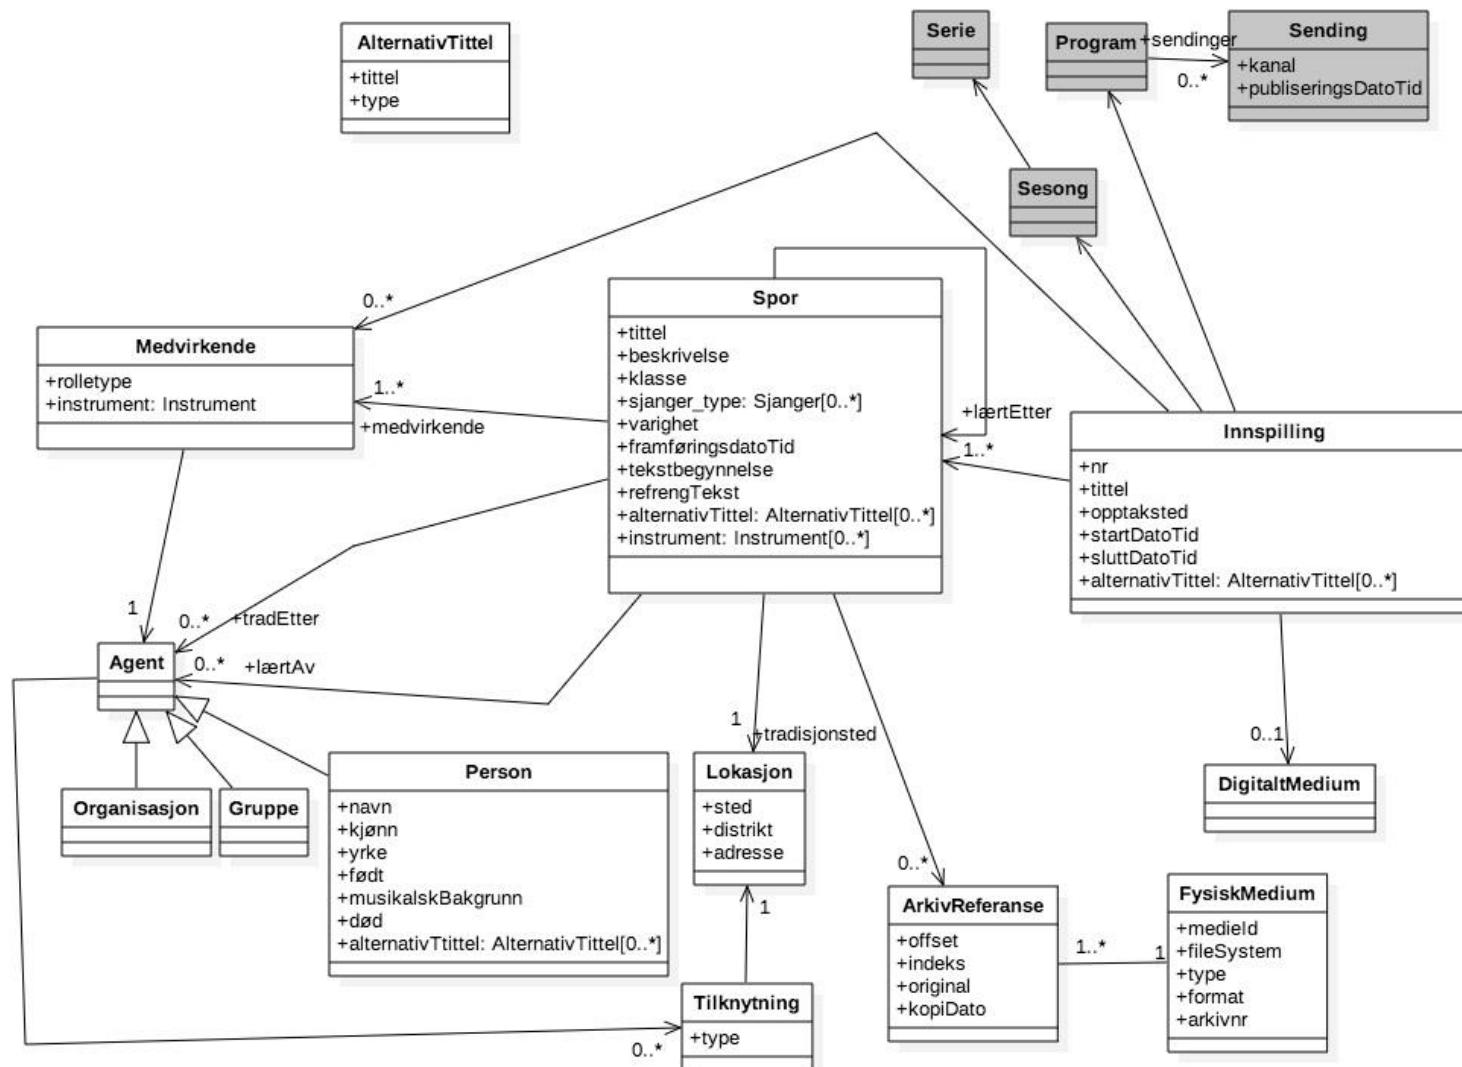 AlternativTittel
+tittel
+type
Serie
Program
+sendinger
0..*
Sending
+kanal
+publiseringsDatoTid
Sesong
0..*
Medvirkende
+rolletype
+instrument: Instrument
1..*
+medvirkende
Spor
+tittel
+beskrivelse
+klasse
+sjanger_type: Sjanger[0..*]
+varighet
+framføringsdatoTid
+tekstbegynnelse
+refrengTekst
+alternativTittel: AlternativTittel[0..*]
+instrument: Instrument[0..*]
+lærtEtter
1..*
Innspilling
+nr
+tittel
+opptaksted
+startDatoTid
+sluttDatoTid
+alternativTittel: AlternativTittel[0..*]
1
0..*
+tradEtter
Agent
0..*
+lærtAv
1
+tradisjonsted
0..1
Organisasjon
Gruppe
Person
+navn
+kjønn
+yrke
+født
+musikalskBakgrunn
+død
+alternativTtittel: AlternativTittel[0..*]
Lokasjon
+sted
+distrikt
+adresse
DigitaltMedium
0..*
1
ArkivReferanse
+offset
+indeks
+original
+kopiDato
1..*
1
FysiskMedium
+medieId
+fileSystem
+type
+format
+arkivnr
Tilknytning
+type
0..*